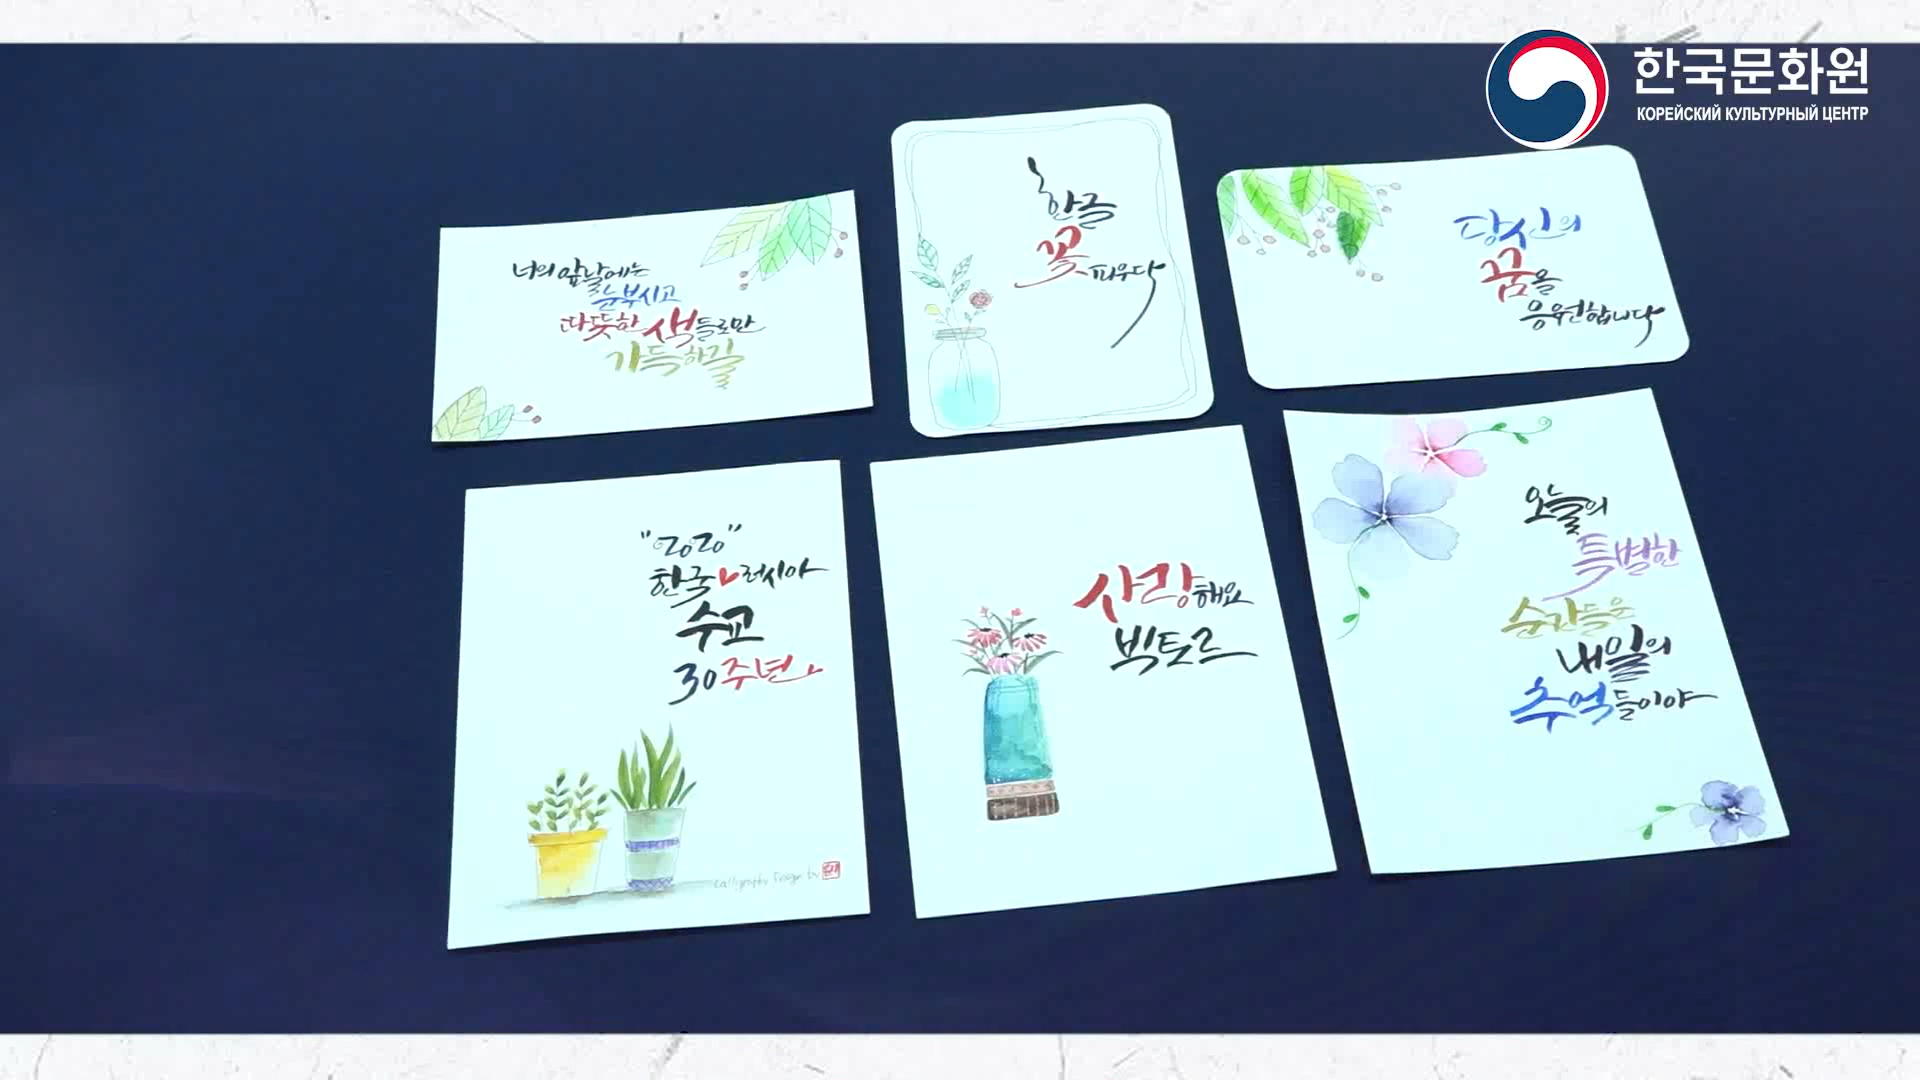 한국문화원
КОРЕЙСКИЙ КУЛЬТУРНЫЙ ЦЕНТР
너의 앞날에는
눈부시고
따뜻한 색들로만
가득하길
한글
꽃
피우다
당신의
꿈을
응원합니다
"2020"
한국 러시아
수교
30주년
Calligraphy Design by
사랑해요
빅토르
오늘의
특별한
순간들은
내일의
추억들이야